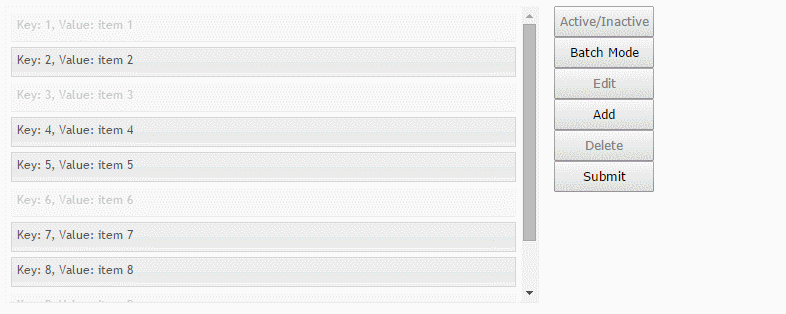 Key: 1, Value: item 1
Key: 2, Value: item 2
Key: 3, Value: item 3
Key: 4, Value: item 4
Key: 5, Value: item 5
Key: 6, Value: item 6
Key: 7, Value: item 7
Key: 8, Value: item 8
Active/Inactive
Batch Mode
Edit
Add
Delete
Submit